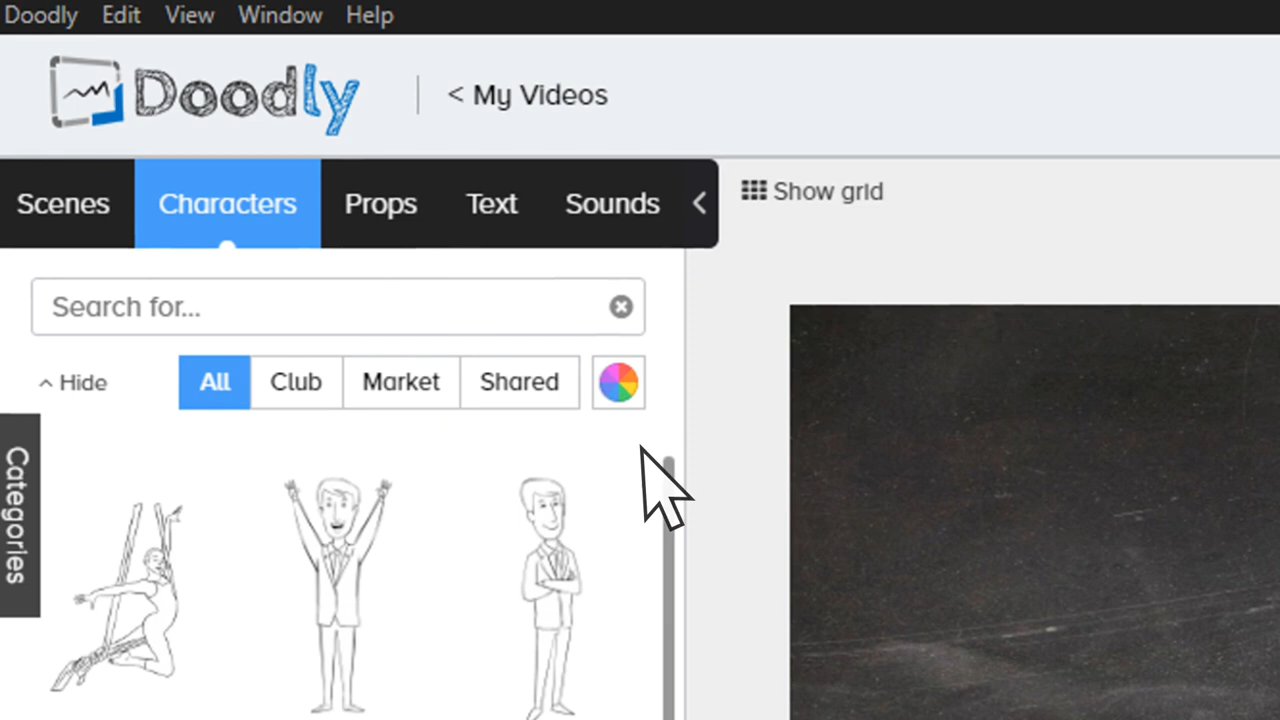 Doodly Edit View Window Help
Doodly < My Videos
Scenes Characters Props Text Sounds Show grid
Search for...
Hide All Club Market Shared
Categories